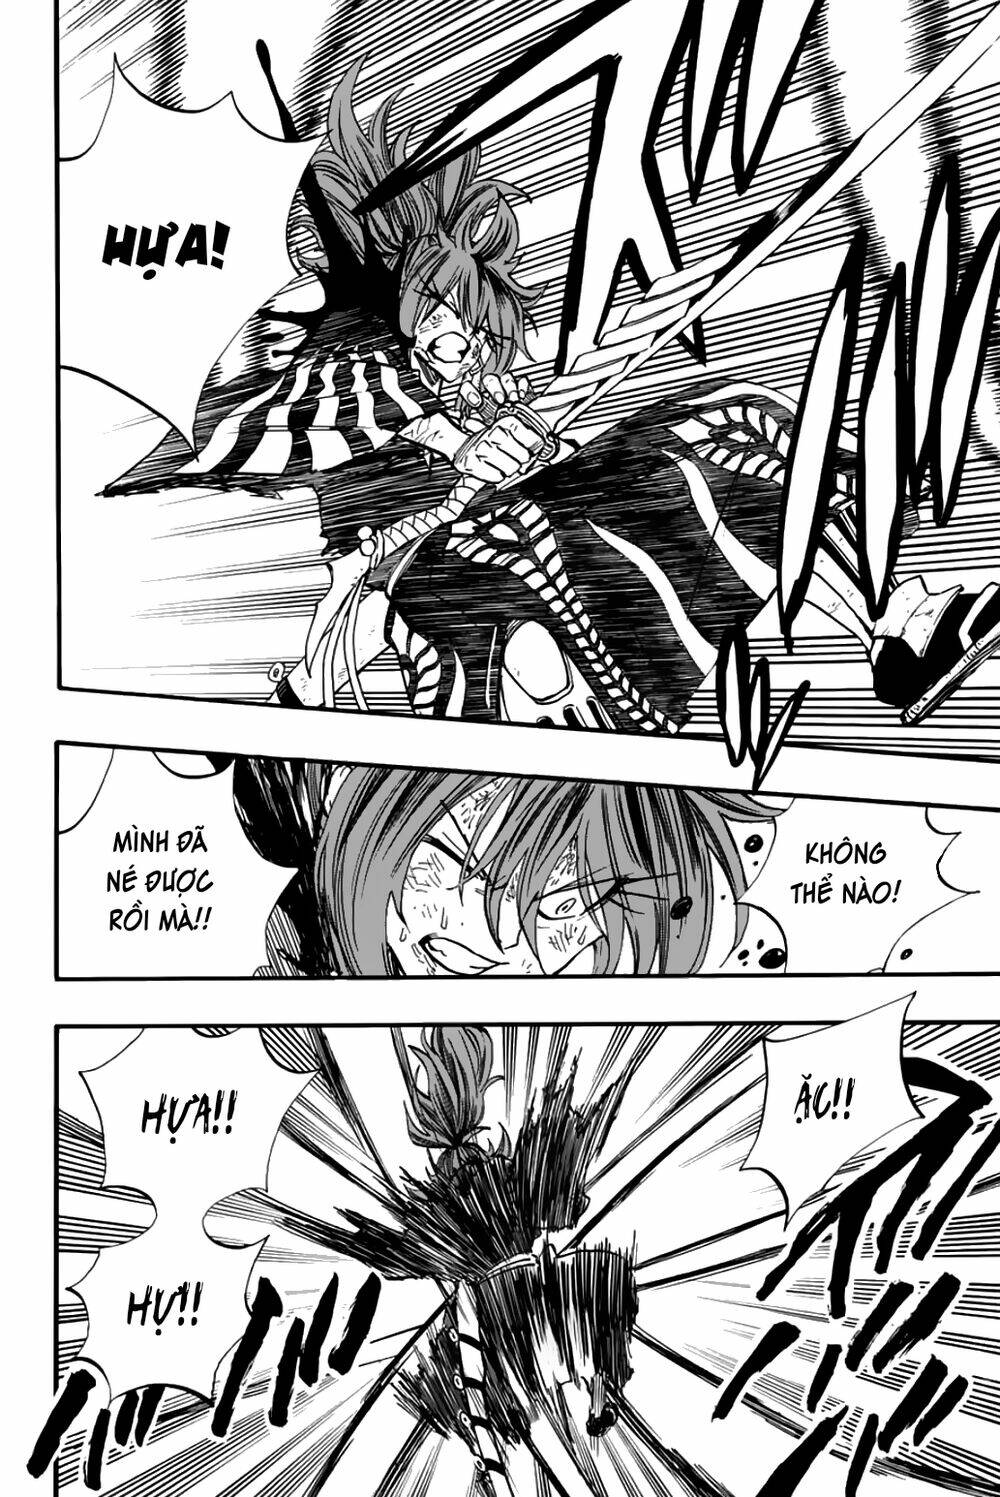 HỰA!
KHÔNG
THỂ NÀO!
MÌNH ĐÃ
NÉ ĐƯỢC
RỒI MÀ!!
ẶC!!
HỰA!!
HỰ!!